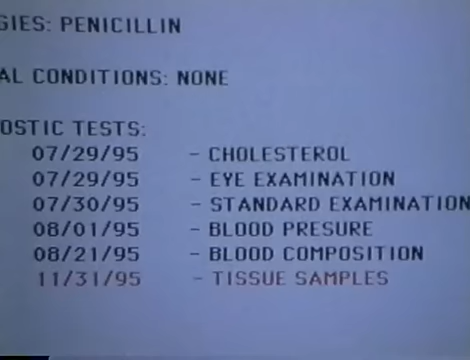 GIES: PENICILLIN
AL CONDITIONS: NONE
OSTIC TESTS:
07/29/95 - CHOLESTEROL
07/29/95 - EYE EXAMINATION
07/30/95 - STANDARD EXAMINATION
08/01/95 - BLOOD PRESURE
08/21/95 - BLOOD COMPOSITION
11/31/95 - TISSUE SAMPLES